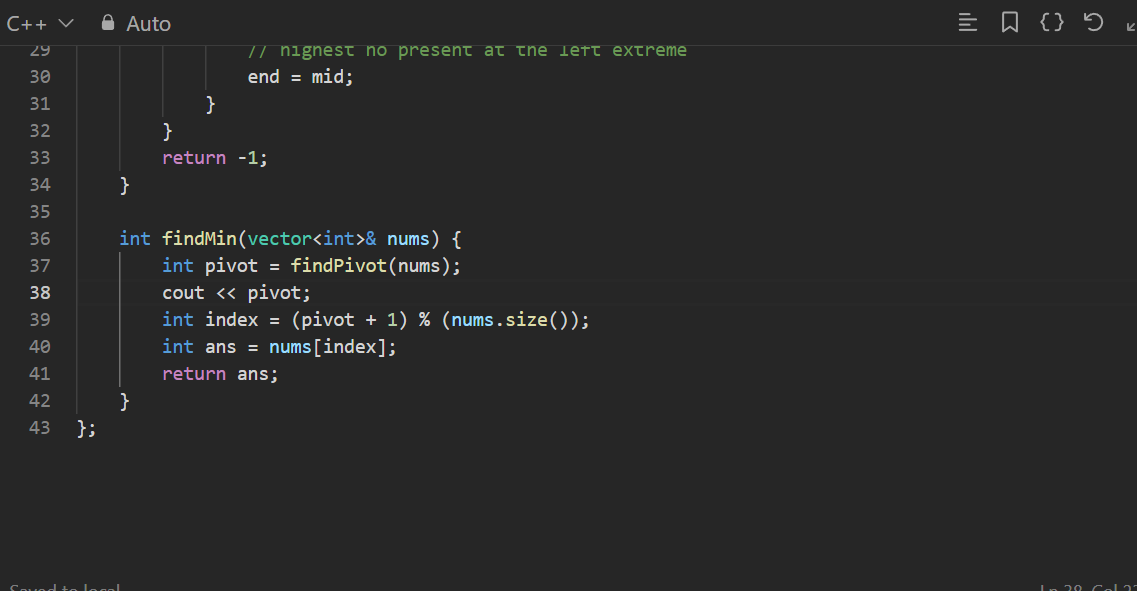 C++ Auto
29 // highest no present at the left extreme
30 end = mid;
31 }
32 }
33 return -1;
34 }
35
36 int findMin(vector<int>& nums) {
37 int pivot = findPivot(nums);
38 cout << pivot;
39 int index = (pivot + 1) % (nums.size());
40 int ans = nums[index];
41 return ans;
42 }
43 };
Saved to local
Ln 38, Col